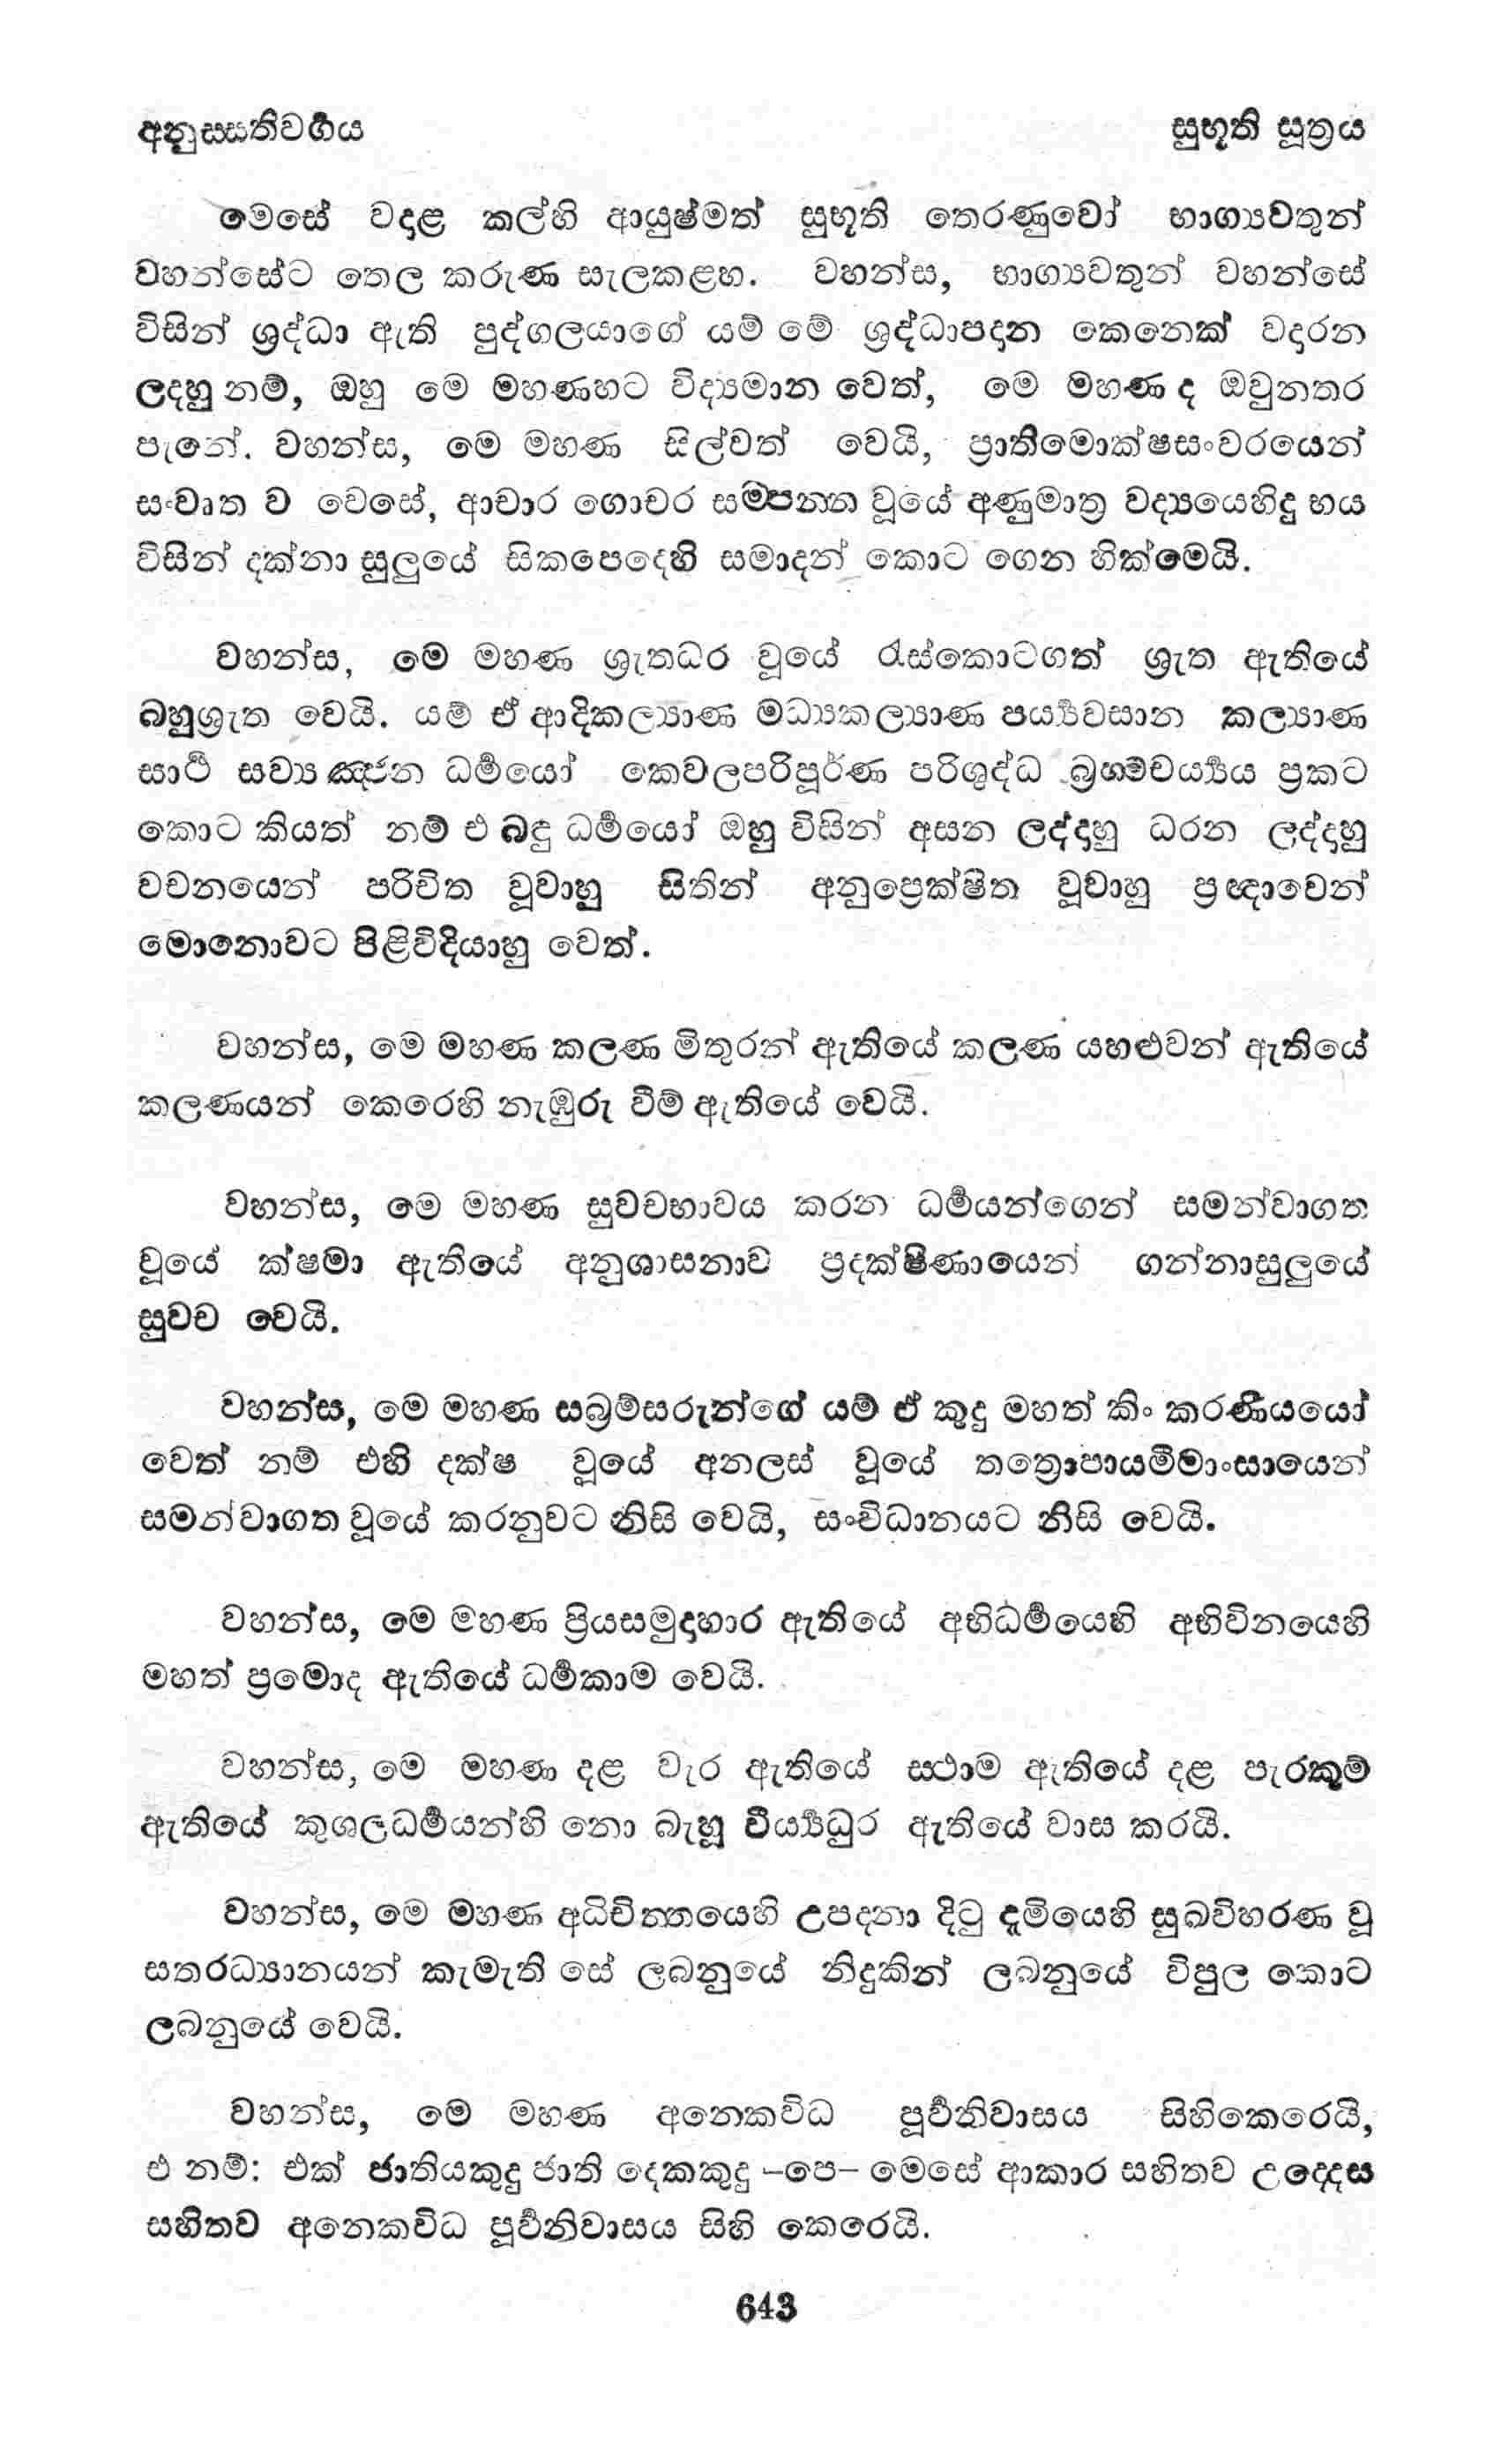 අනුස්සතිවර්‍ගය
සුභූති සූත්‍රය
මෙසේ වදාළ කල්හි ආයුෂ්මත් සුභූති තෙරණුවෝ භාග්‍යවතුන්
වහන්සේට තෙල කරුණ සැලකළහ. වහන්ස, භාග්‍යවතුන් වහන්සේ
විසින් ශ්‍රද්ධා ඇති පුද්ගලයාගේ යම් මේ ශ්‍රද්ධාපදාන කෙනෙක් වදාරන
ලදහු නම්, ඔහු මෙ මහණහට විද්‍යමාන වෙත්, මෙ මහණ ද ඔවුනතර
පැනේ. වහන්ස, මෙ මහණ සිල්වත් වෙයි, ප්‍රාතිමොක්ෂසංවරයෙන්
සංවෘත ව වෙසේ, ආචාර ගොචර සම්පන්න වූයේ අණුමාත්‍ර වද්‍යයෙහිදු භය
විසින් දක්නා සුලුයේ සිකපෙදෙහි සමාදන් කොට ගෙන හික්මෙයි.
වහන්ස, මෙ මහණ ශ්‍රුතධර වූයේ රැස්කොටගත් ශ්‍රුත ඇතියේ
බහුශ්‍රුත වෙයි. යම් ඒ ආදිකල්‍යාණ මධ්‍යකල්‍යාණ පර්‍ය්‍යවසාන කල්‍යාණ
සාර්‍ථ සව්‍යඤ්ජන ධර්‍මයෝ කෙවලපරිපූර්ණ පරිශුද්ධ බ්‍රහ්මචර්‍ය්‍යය ප්‍රකට
කොට කියත් නම් එ බඳු ධර්‍මයෝ ඔහු විසින් අසන ලද්දාහු ධරන ලද්දාහු
වචනයෙන් පරිචිත වූවාහු සිතින් අනුප්‍රෙක්ෂිත වූවාහු ප්‍රඥාවෙන්
මොනොවට පිළිවිදියාහු වෙත්.
වහන්ස, මෙ මහණ කලණ මිතුරන් ඇතියේ කලණ යහළුවන් ඇතියේ
කලණයන් කෙරෙහි නැඹුරු වීම් ඇතියේ වෙයි.
වහන්ස, මෙ මහණ සුවචභාවය කරන ධර්‍මයන්ගෙන් සමන්වාගත
වූයේ ක්ෂමා ඇතියේ අනුශාසනාව ප්‍රදක්ෂිණායෙන් ගන්නාසුලුයේ
සුවච වෙයි.
වහන්ස, මෙ මහණ සබ්‍රම්සරුන්ගේ යම් ඒ කුදු මහත් කිං කරණීයයෝ
වෙත් නම් එහි දක්ෂ වූයේ අනලස් වූයේ තත්‍රොපායමීමාංසායෙන්
සමන්වාගත වූයේ කරනුවට නිසි වෙයි, සංවිධානයට නිසි වෙයි.
වහන්ස, මෙ මහණ ප්‍රියසමුදාහාර ඇතියේ අභිධර්‍මයෙහි අභිවිනයෙහි
මහත් ප්‍රමොද ඇතියේ ධර්‍මකාම වෙයි.
වහන්ස, මෙ මහණ දළ වැර ඇතියේ ස්ථාම ඇතියේ දළ පැරකුම්
ඇතියේ කුශලධර්‍මයන්හි නො බැහූ වීර්‍ය්‍යධුර ඇතියේ වාස කරයි.
වහන්ස, මෙ මහණ අධිචිත්තයෙහි උපදනා දිටු දැමියෙහි සුඛවිහරණ වූ
සතරධ්‍යානයන් කැමැති සේ ලබනුයේ නිදුකින් ලබනුයේ විපුල කොට
ලබනුයේ වෙයි.
වහන්ස, මෙ මහණ අනෙකවිධ පූර්‍වනිවාසය සිහිකෙරෙයි,
එ නම්: එක් ජාතියකුදු ජාති දෙකකුදු –පෙ– මෙසේ ආකාර සහිතව උද්දෙස
සහිතව අනෙකවිධ පූර්‍වනිවාසය සිහි කෙරෙයි.
643